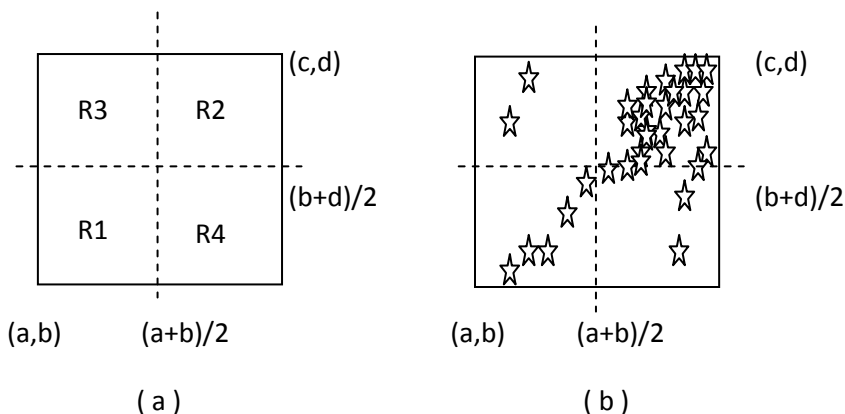 (c,d)
R3 R2
(b+d)/2
R1 R4
(a,b) (a+b)/2
( a )
(c,d)
(b+d)/2
(a,b) (a+b)/2
( b )